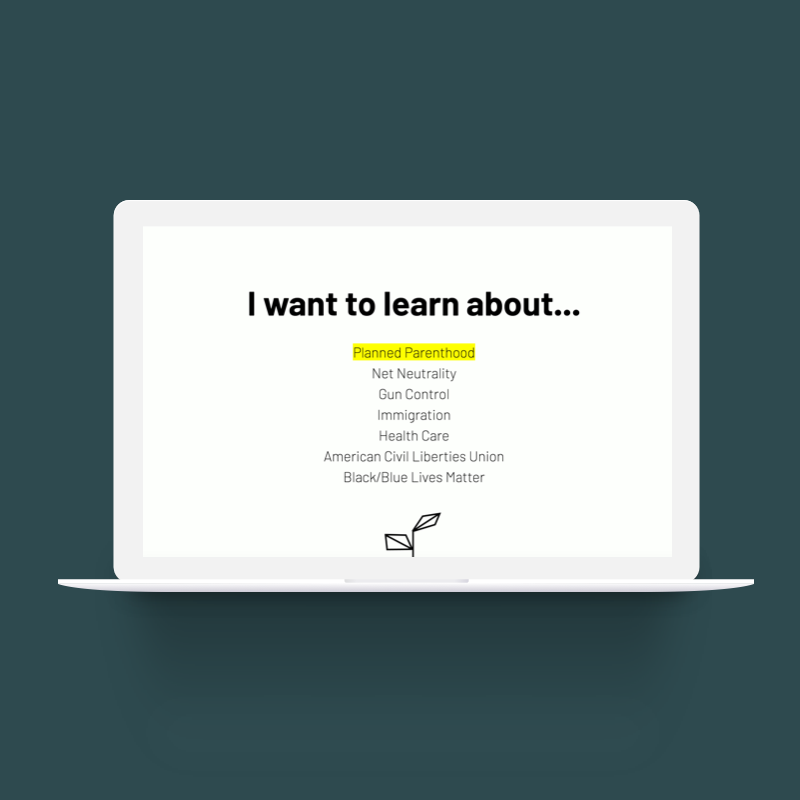 I want to learn about...
Planned Parenthood
Net Neutrality
Gun Control
Immigration
Health Care
American Civil Liberties Union
Black/Blue Lives Matter